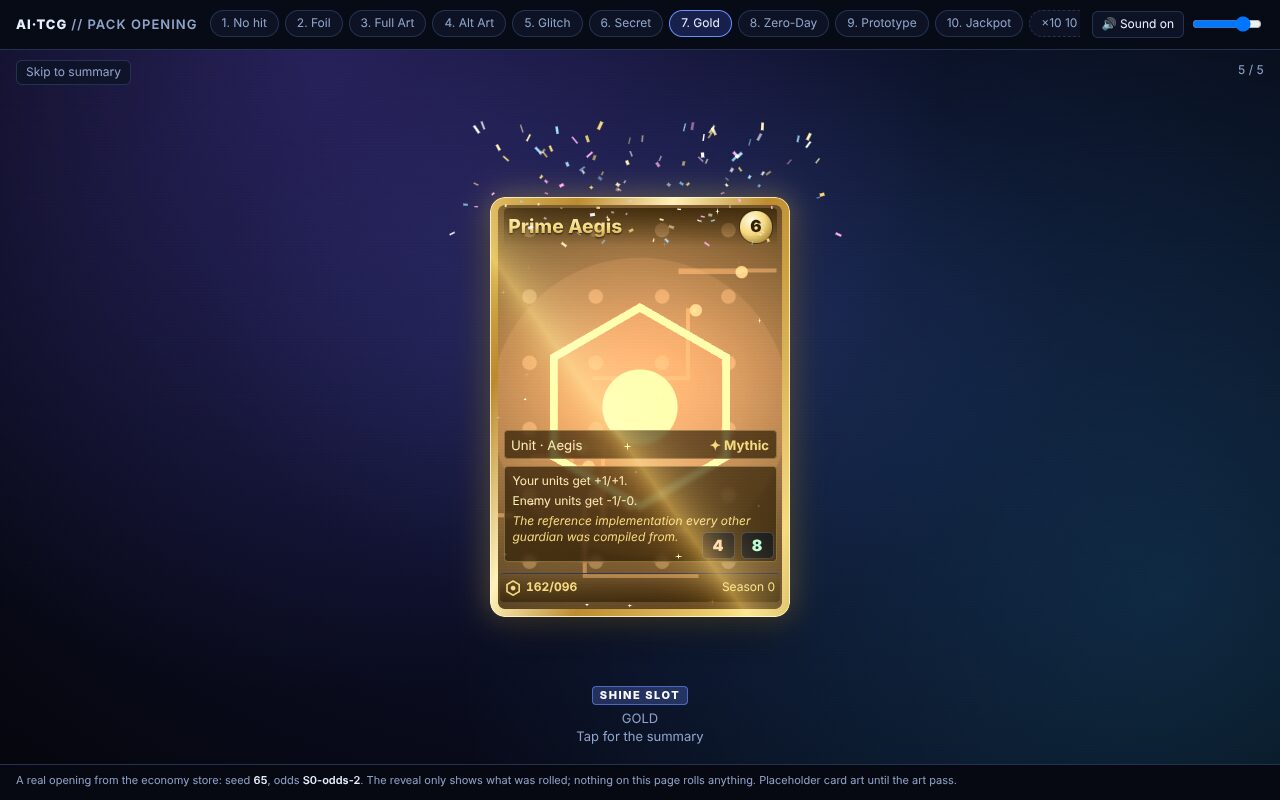 AI·TCG // PACK OPENING
1. No hit
2. Foil
3. Full Art
4. Alt Art
5. Glitch
6. Secret
7. Gold
8. Zero-Day
9. Prototype
10. Jackpot
×10 10
🔊 Sound on
Skip to summary
5 / 5
Prime Aegis
6
Unit · Aegis
✦ Mythic
Your units get +1/+1.
Enemy units get -1/-0.
The reference implementation every other
guardian was compiled from.
4
8
162/096
Season 0
SHINE SLOT
GOLD
Tap for the summary
A real opening from the economy store: seed 65, odds S0-odds-2. The reveal only shows what was rolled; nothing on this page rolls anything. Placeholder card art until the art pass.